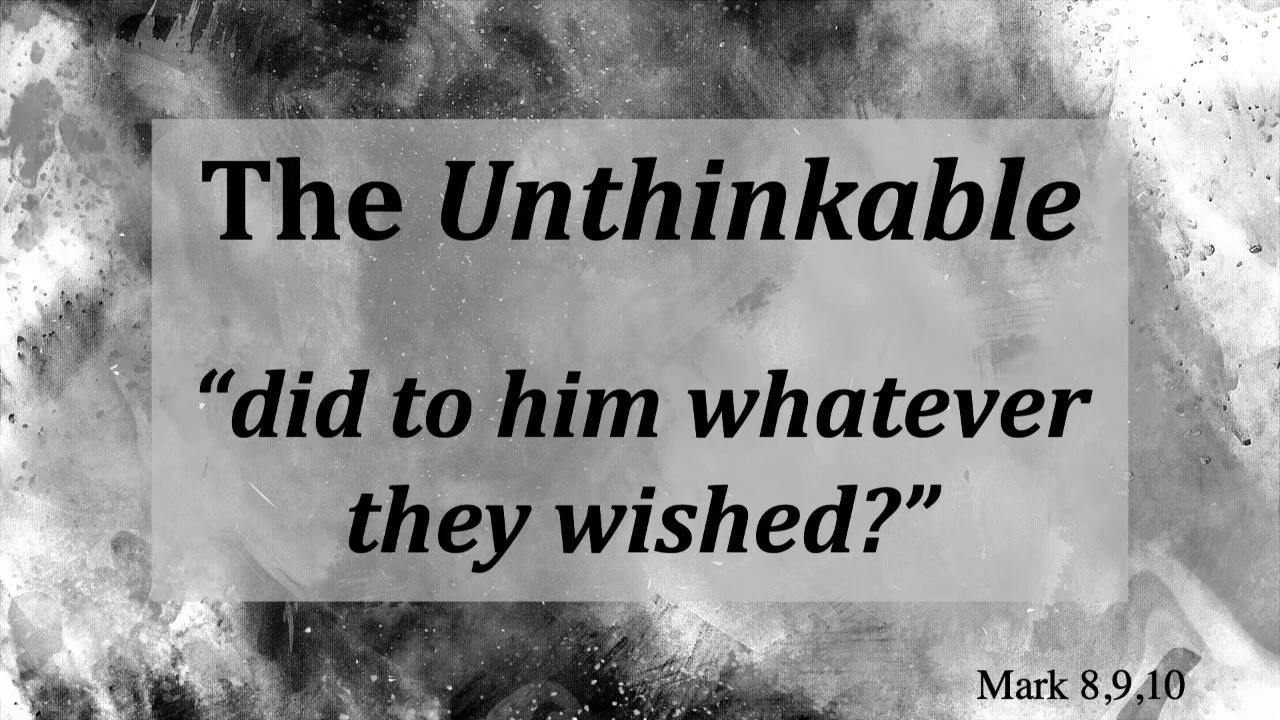 The Unthinkable
“did to him whatever
they wished?”
Mark 8,9,10